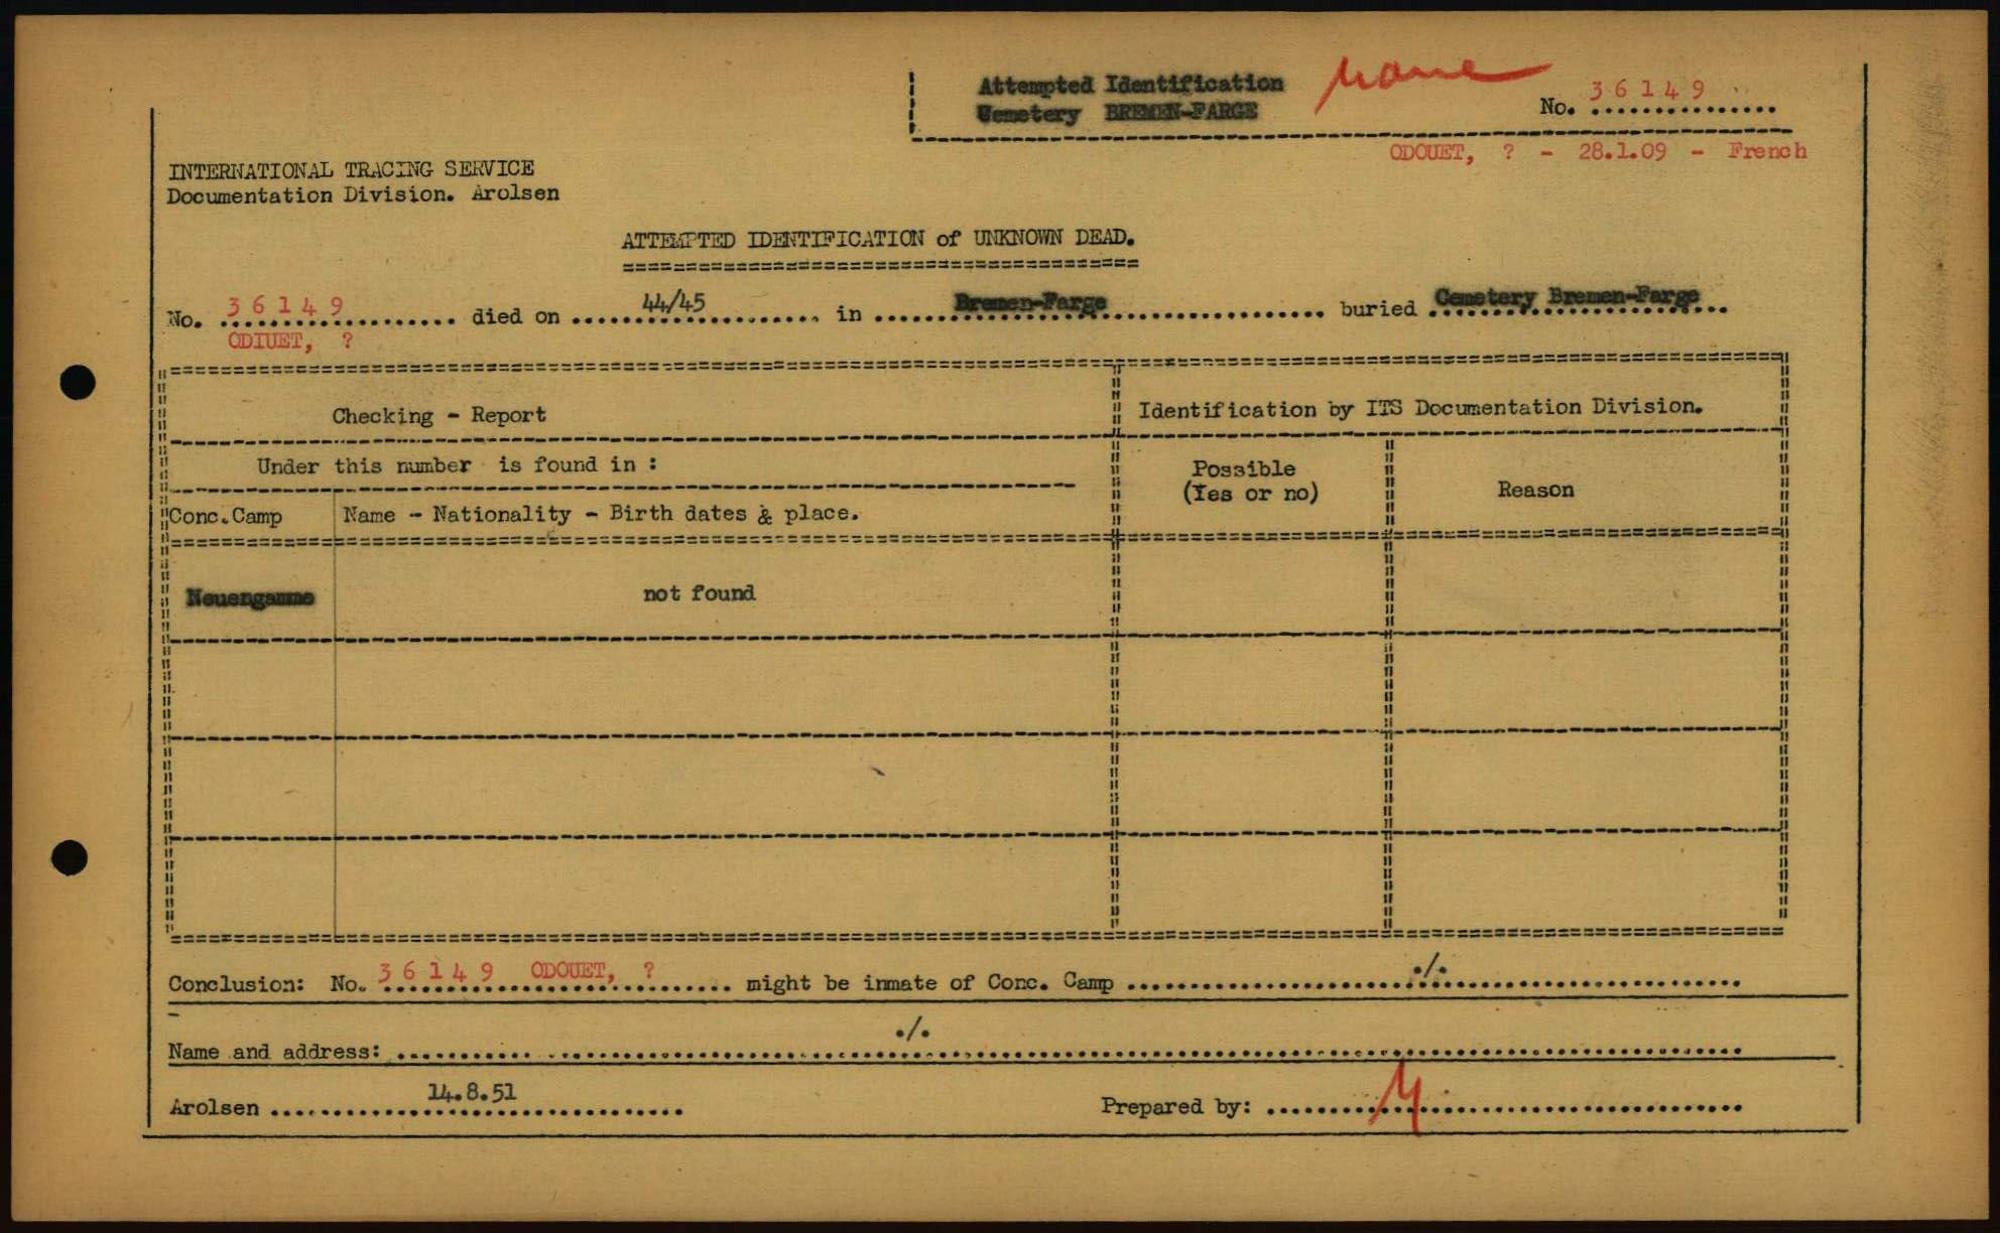 Attempted Identification
Cemetery BREMEN-FARGE
No. 36149
ODOUET, ? - 28.1.09 - French
INTERNATIONAL TRACING SERVICE
Documentation Division. Arolsen
ATTEMPTED IDENTIFICATION of UNKNOWN DEAD.
No. 36149 died on 44/45 in Bremen-Farge buried Cemetery Bremen-Farge
ODIUET, ?
Checking - Report
Identification by ITS Documentation Division.
Under this number is found in :
Possible
(Yes or no)
Reason
Conc.Camp
Name - Nationality - Birth dates & place.
Neuengamme
not found
Conclusion: No. 36149 ODOUET, ? might be inmate of Conc. Camp ./.
Name and address: ./.
Arolsen 14.8.51
Prepared by: